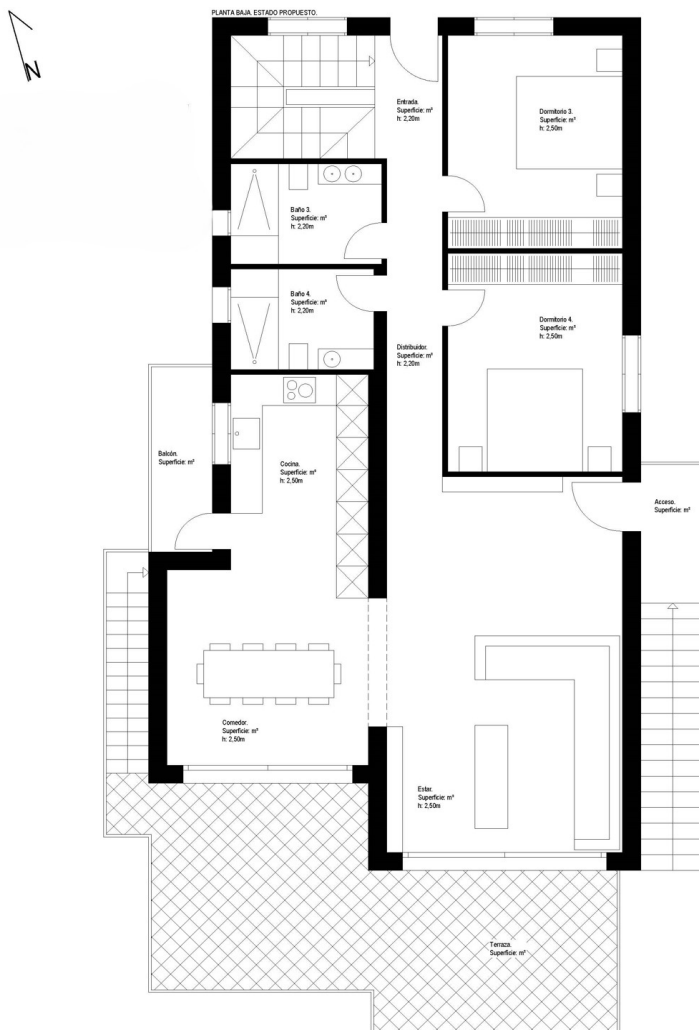 N
PLANTA BAJA. ESTADO PROPUESTO.
Entrada.
Superficie: m²
h: 2,20m
Dormitorio 3.
Superficie: m²
h: 2,50m
Baño 3.
Superficie: m²
h: 2,20m
Baño 4.
Superficie: m²
h: 2,20m
Dormitorio 4.
Superficie: m²
h: 2,50m
Distribuidor.
Superficie: m²
h: 2,20m
Balcón.
Superficie: m²
Cocina.
Superficie: m²
h: 2,50m
Acceso.
Superficie: m²
Comedor.
Superficie: m²
h: 2,50m
Estar.
Superficie: m²
h: 2,50m
Terraza.
Superficie: m²